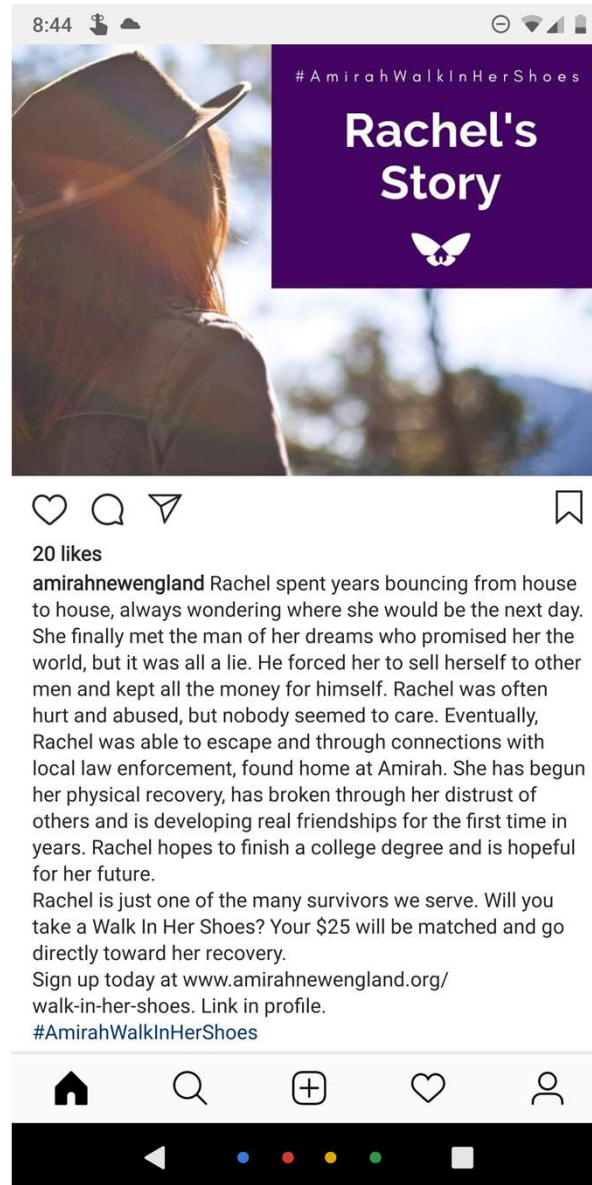 8:44
#AmirahWalkInHerShoes
Rachel's
Story
20 likes
amirahnewengland Rachel spent years bouncing from house
to house, always wondering where she would be the next day.
She finally met the man of her dreams who promised her the
world, but it was all a lie. He forced her to sell herself to other
men and kept all the money for himself. Rachel was often
hurt and abused, but nobody seemed to care. Eventually,
Rachel was able to escape and through connections with
local law enforcement, found home at Amirah. She has begun
her physical recovery, has broken through her distrust of
others and is developing real friendships for the first time in
years. Rachel hopes to finish a college degree and is hopeful
for her future.
Rachel is just one of the many survivors we serve. Will you
take a Walk In Her Shoes? Your $25 will be matched and go
directly toward her recovery.
Sign up today at www.amirahnewengland.org/
walk-in-her-shoes. Link in profile.
#AmirahWalkInHerShoes